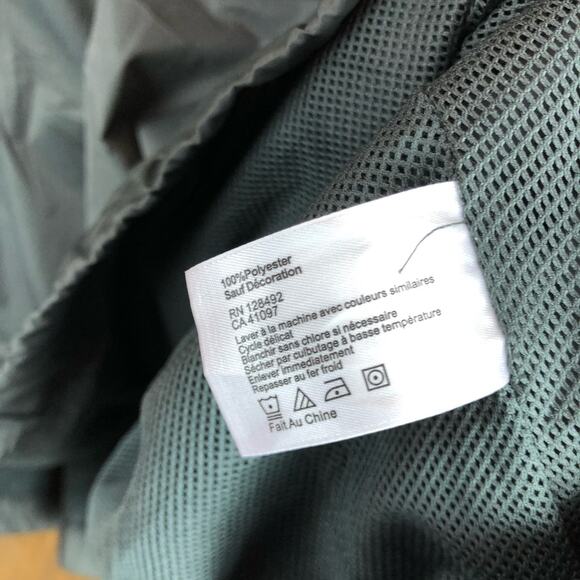 100%Polyester
Sauf Décoration
RN 128492
CA 41097
Laver à la machine avec couleurs similaires
Cycle délicat
Blanchir sans chlore si nécessaire
Sécher par culbutage à basse température
Enlever immediatement
Repasser au fer froid
Fait Au Chine